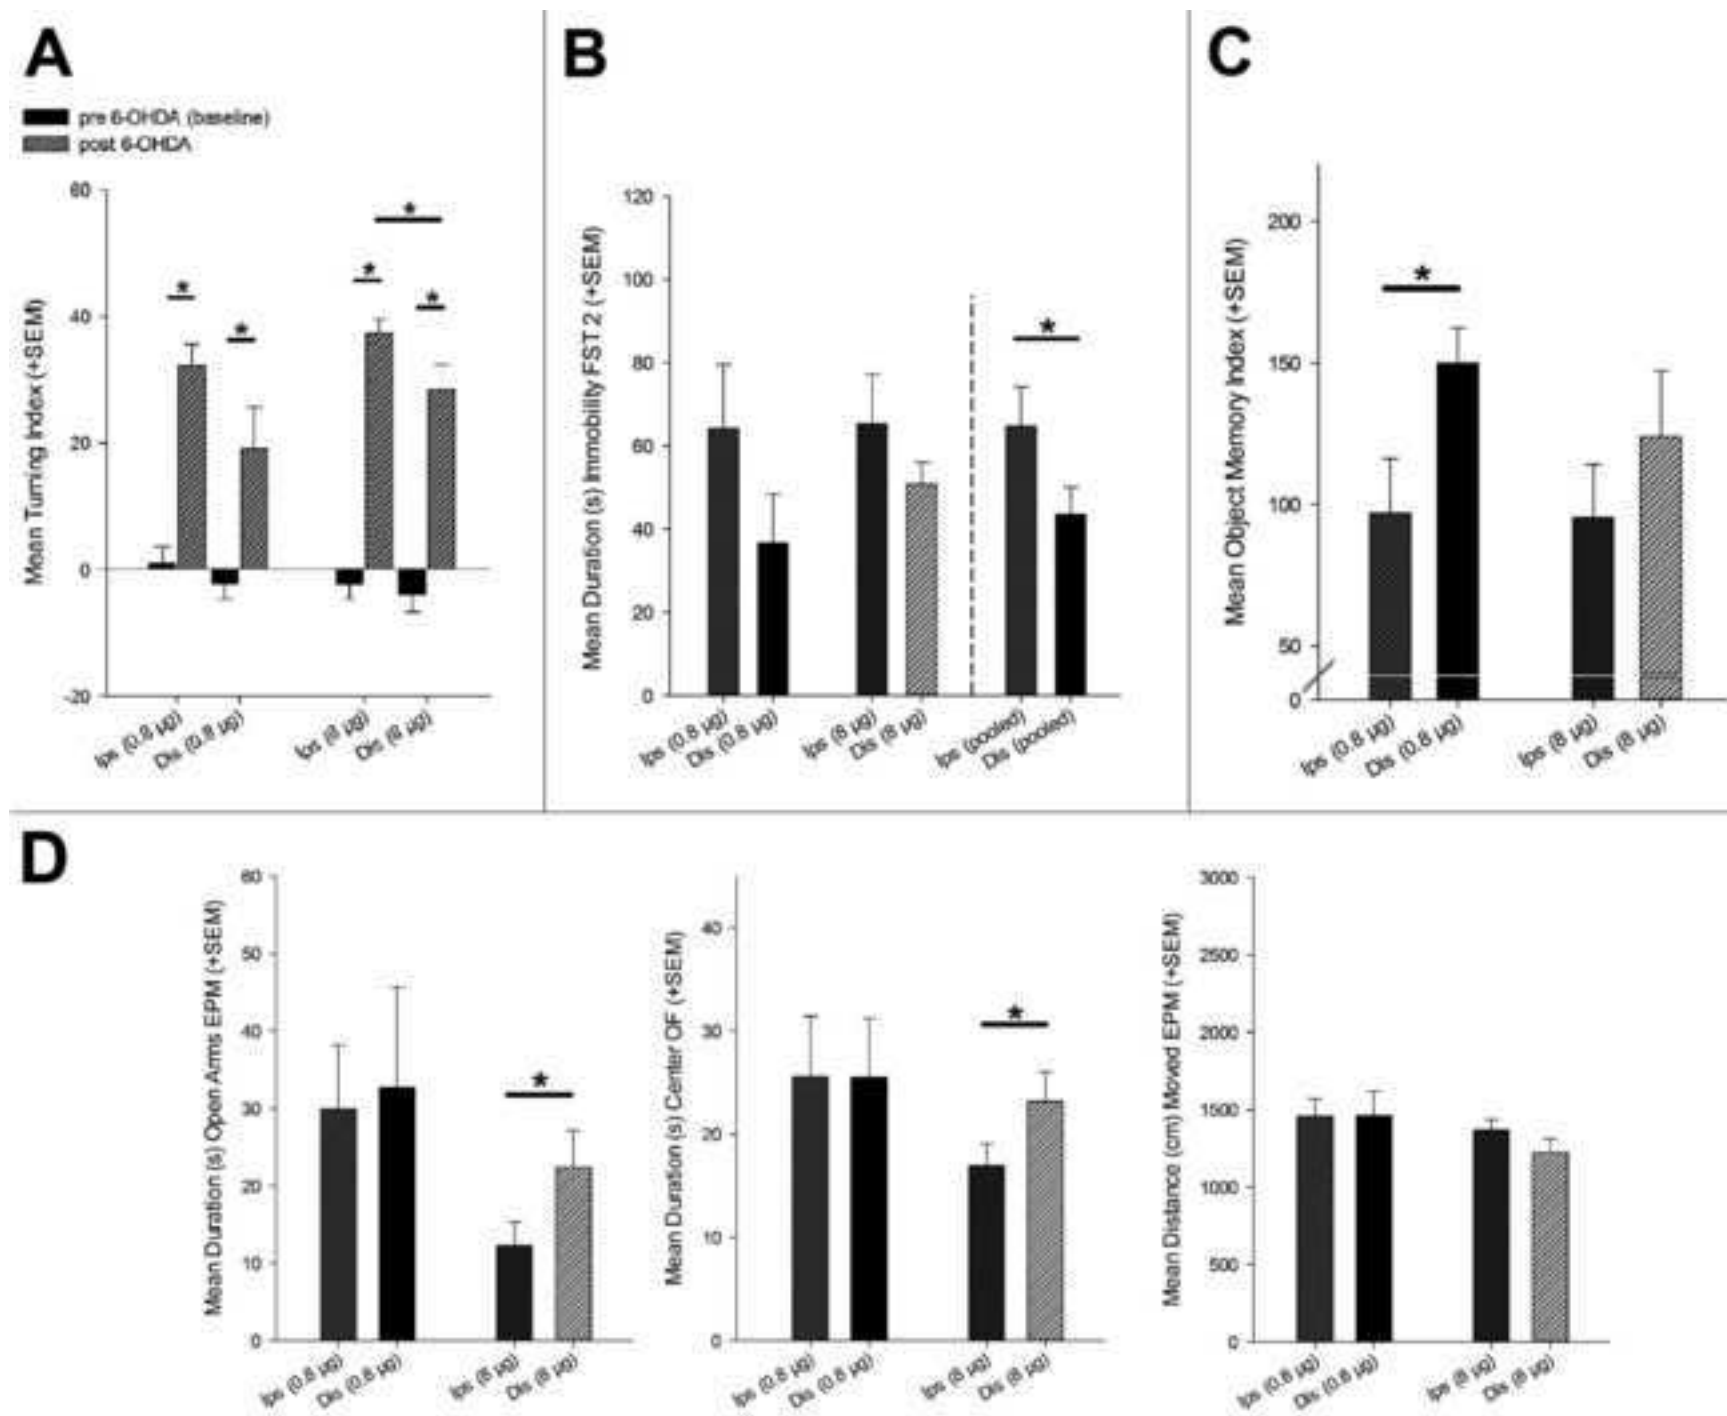 A
pre 6-OHDA (baseline)
post 6-OHDA
Mean Turning Index (+SEM)
60
40
20
0
-20
*
*
*
*
*
Ips (0.8 µg)
Dis (0.8 µg)
Ips (8 µg)
Dis (8 µg)
B
Mean Duration (s) Immobility FST 2 (+SEM)
120
100
80
60
40
20
0
*
Ips (0.8 µg)
Dis (0.8 µg)
Ips (8 µg)
Dis (8 µg)
Ips (pooled)
Dis (pooled)
C
Mean Object Memory Index (+SEM)
200
150
100
50
0
*
Ips (0.8 µg)
Dis (0.8 µg)
Ips (8 µg)
Dis (8 µg)
D
Mean Duration (s) Open Arms EPM (+SEM)
60
50
40
30
20
10
0
*
Ips (0.8 µg)
Dis (0.8 µg)
Ips (8 µg)
Dis (8 µg)
Mean Duration (s) Center OF (+SEM)
40
30
20
10
0
*
Ips (0.8 µg)
Dis (0.8 µg)
Ips (8 µg)
Dis (8 µg)
Mean Distance (cm) Moved EPM (+SEM)
3000
2500
2000
1500
1000
500
0
Ips (0.8 µg)
Dis (0.8 µg)
Ips (8 µg)
Dis (8 µg)